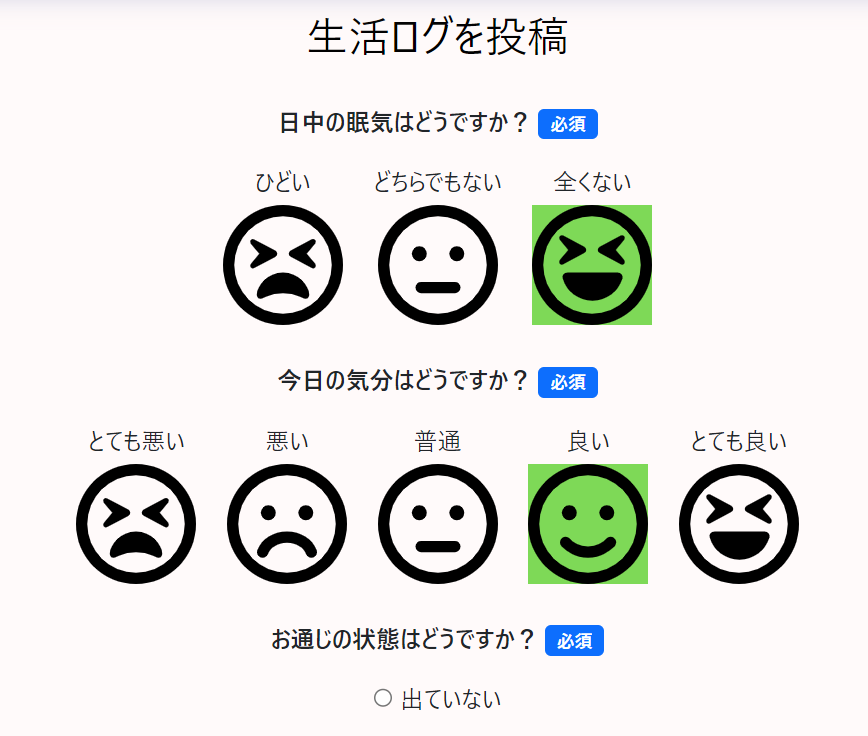 生活ログを投稿
日中の眠気はどうですか？ 必須
ひどい どちらでもない 全くない
今日の気分はどうですか？ 必須
とても悪い 悪い 普通 良い とても良い
お通じの状態はどうですか？ 必須
出ていない